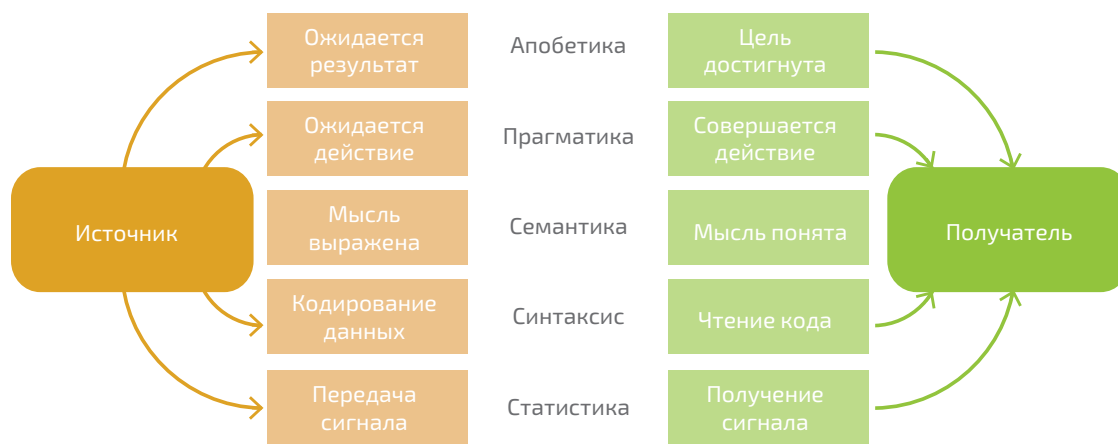 Ожидается
результат
Апобетика
Цель
достигнута
Ожидается
действие
Прагматика
Совершается
действие
Источник
Мысль
выражена
Семантика
Мысль понята
Получатель
Кодирование
данных
Синтаксис
Чтение кода
Передача
сигнала
Статистика
Получение
сигнала